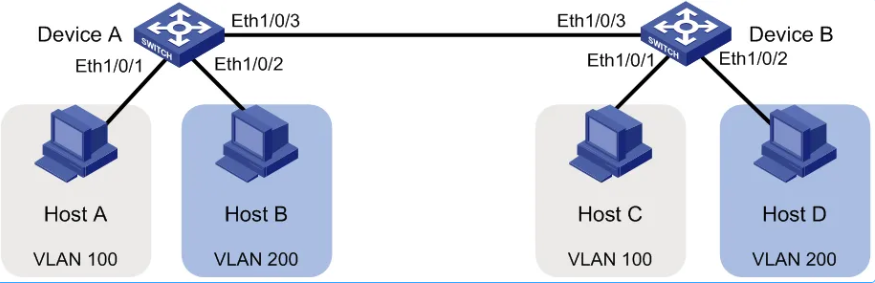 Device A
Eth1/0/3
Eth1/0/3
Device B
SWITCH
SWITCH
Eth1/0/1
Eth1/0/2
Eth1/0/1
Eth1/0/2
Host A
Host B
Host C
Host D
VLAN 100
VLAN 200
VLAN 100
VLAN 200